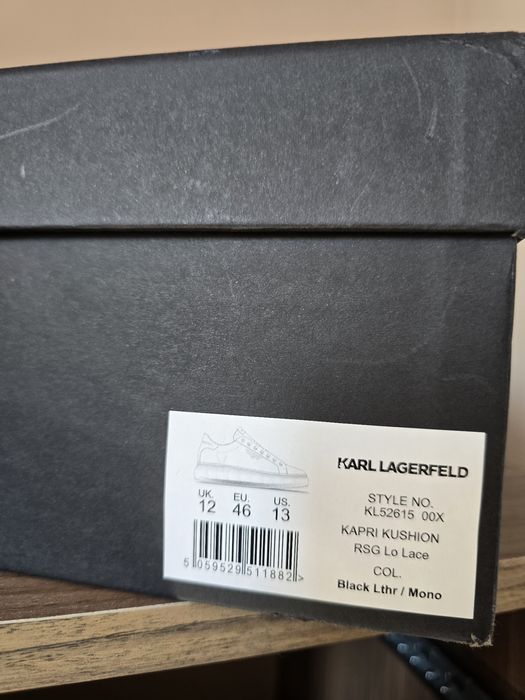 KARL LAGERFELD
STYLE NO.
KL52615 00X
KAPRI KUSHION
RSG Lo Lace
COL.
Black Lthr / Mono
UK. EU. US.
12 46 13
5 059529 511882 >